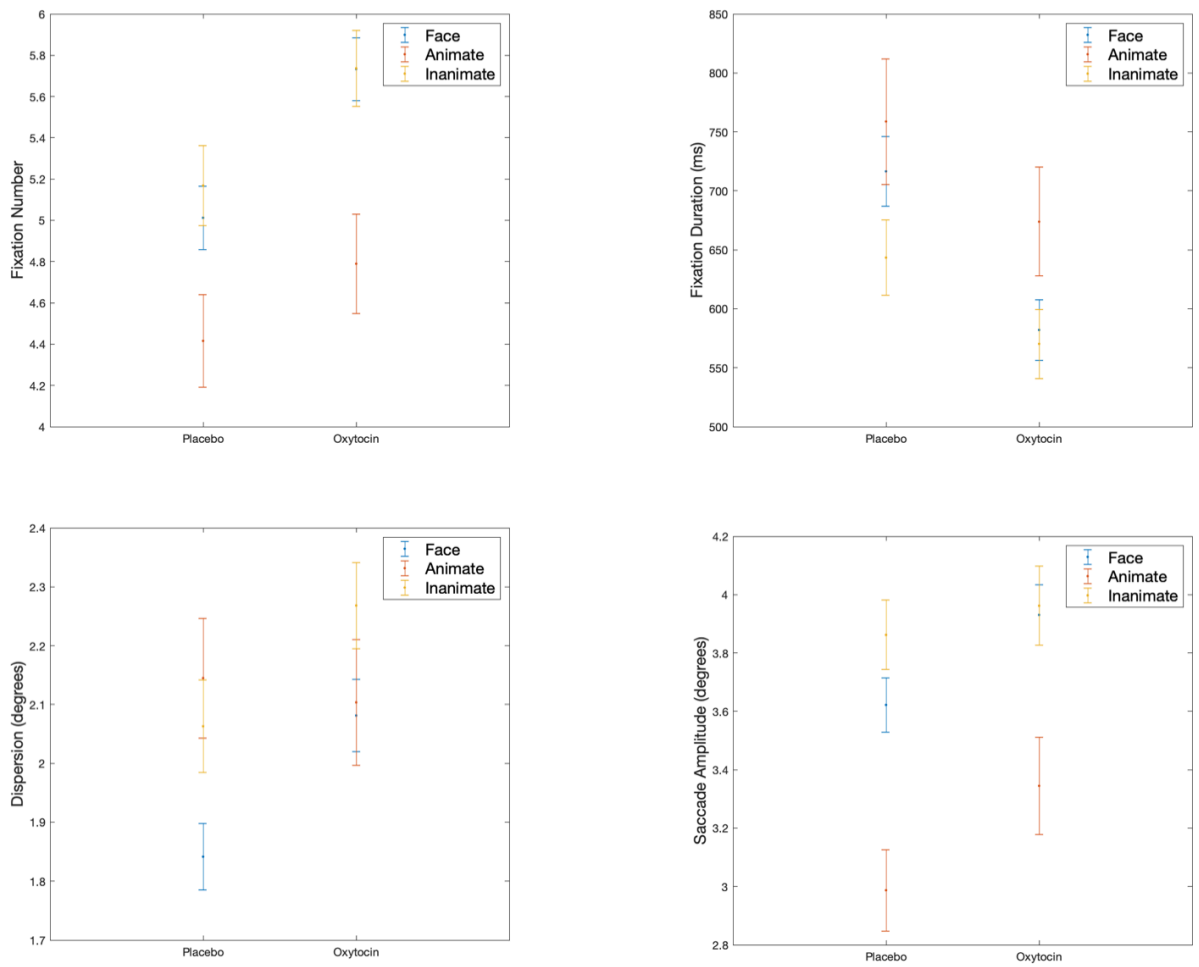 6
5.8
5.6
5.4
5.2
5
4.8
4.6
4.4
4.2
4
Fixation Number
Placebo
Oxytocin
Face
Animate
Inanimate
850
800
750
700
650
600
550
500
Fixation Duration (ms)
Placebo
Oxytocin
Face
Animate
Inanimate
2.4
2.3
2.2
2.1
2
1.9
1.8
1.7
Dispersion (degrees)
Placebo
Oxytocin
Face
Animate
Inanimate
4.2
4
3.8
3.6
3.4
3.2
3
2.8
Saccade Amplitude (degrees)
Placebo
Oxytocin
Face
Animate
Inanimate